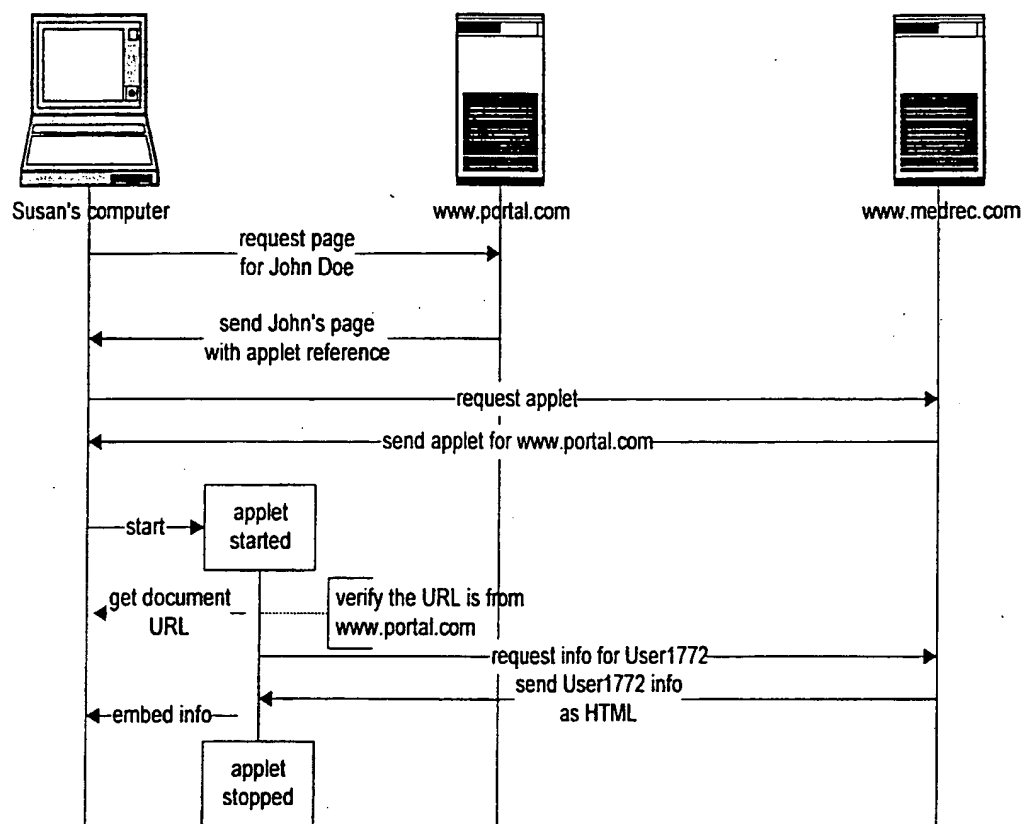 Susan's computer
www.portal.com
www.medrec.com
request page
for John Doe
send John's page
with applet reference
request applet
send applet for www.portal.com
start
applet
started
get document
URL
verify the URL is from
www.portal.com
request info for User1772
send User1772 info
as HTML
embed info
applet
stopped